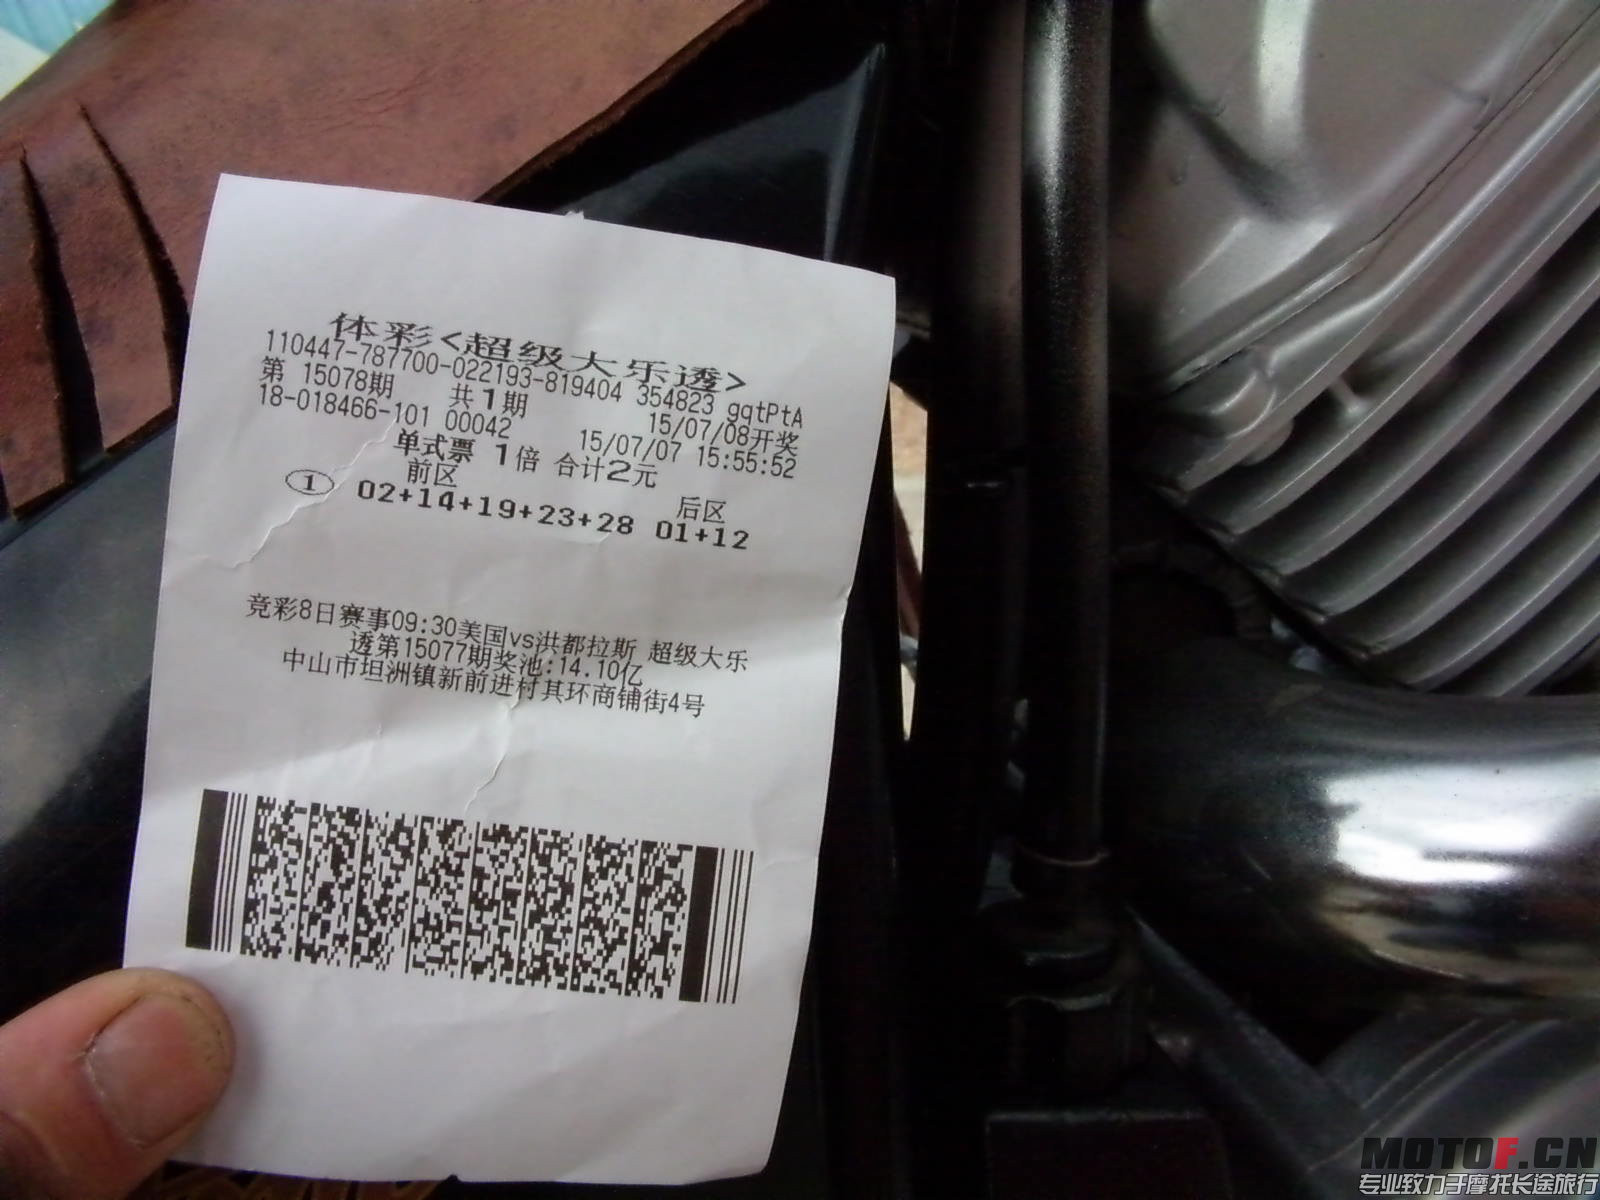 体彩<超级大乐透>
110447-787700-022193-819404 354823 gqtPtA
第 15078期 共1期 15/07/08开奖
18-018466-101 00042 15/07/07 15:55:52
单式票 1倍 合计2元
前区 后区
① 02+14+19+23+28 01+12
竞彩8日赛事09:30美国vs洪都拉斯 超级大乐
透第15077期奖池:14.10亿
中山市坦洲镇新前进村其环商铺街4号
MOTOF.CN
专业致力于摩托长途旅行